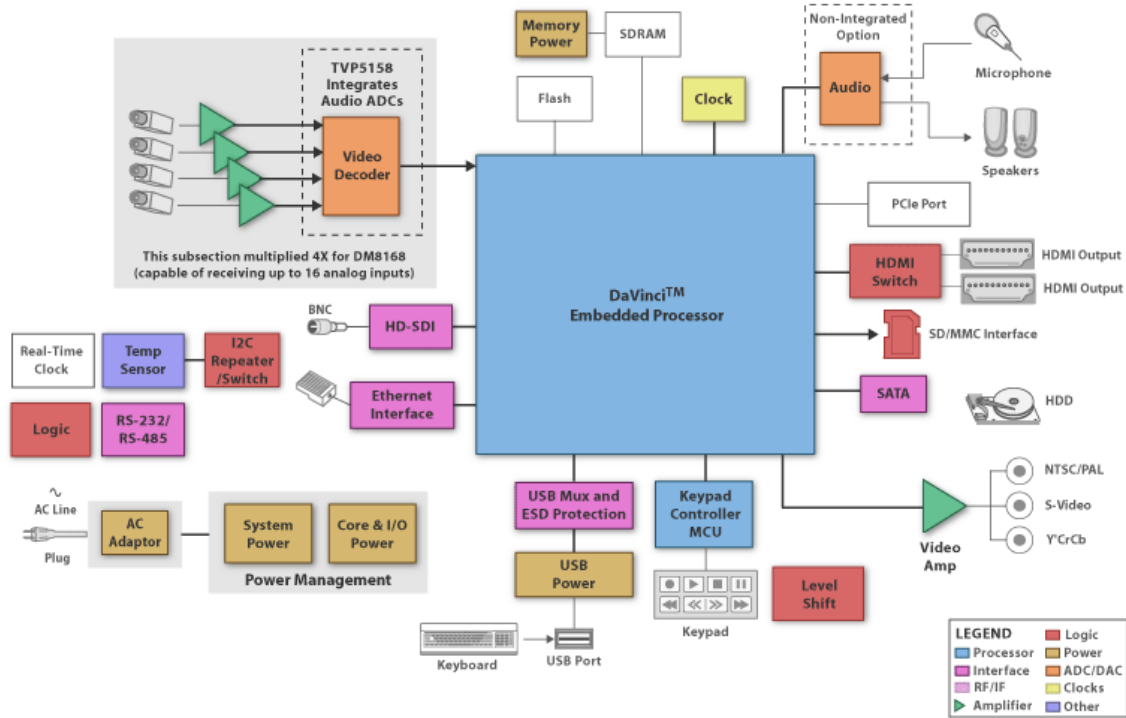 Memory
Power
SDRAM
Flash
Clock
Non-Integrated
Option
Audio
Microphone
Speakers
TVP5158
Integrates
Audio ADCs
Video
Decoder
This subsection multiplied 4X for DM8168
(capable of receiving up to 16 analog inputs)
DaVinci™
Embedded Processor
PCIe Port
HDMI
Switch
HDMI Output
HDMI Output
SD/MMC Interface
SATA
HDD
BNC
HD-SDI
Ethernet
Interface
Real-Time
Clock
Temp
Sensor
I2C
Repeater
/Switch
Logic
RS-232/
RS-485
AC Line
Plug
AC
Adaptor
System
Power
Core & I/O
Power
Power Management
USB Mux and
ESD Protection
USB
Power
Keyboard
USB Port
Keypad
Controller
MCU
Keypad
Level
Shift
Video
Amp
NTSC/PAL
S-Video
Y'CrCb
LEGEND
Processor
Interface
RF/IF
Amplifier
Logic
Power
ADC/DAC
Clocks
Other